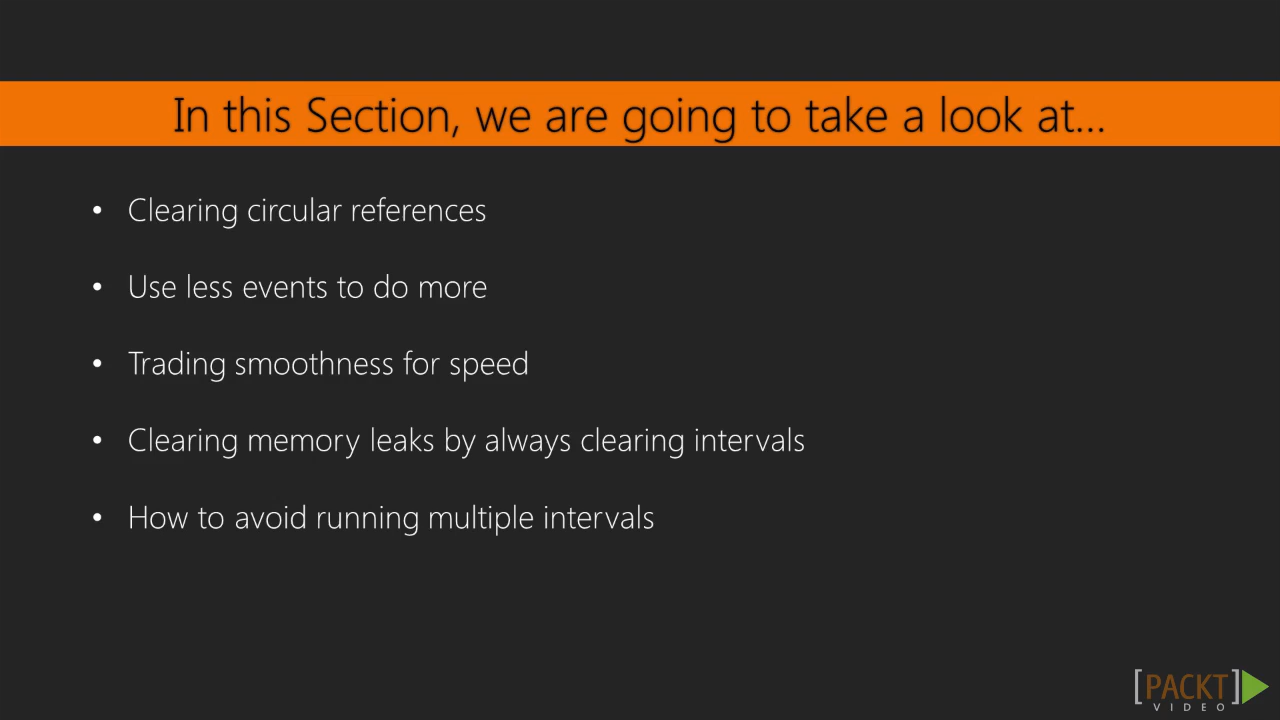 In this Section, we are going to take a look at...
• Clearing circular references
• Use less events to do more
• Trading smoothness for speed
• Clearing memory leaks by always clearing intervals
• How to avoid running multiple intervals
[PACKT]
VIDEO